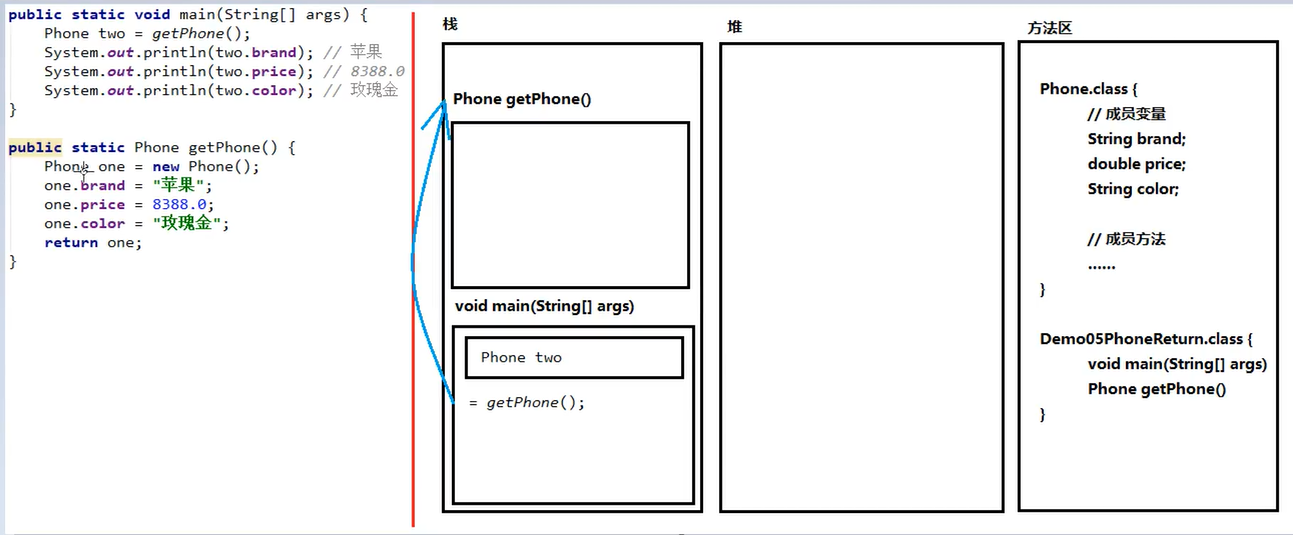 public static void main(String[] args) {
Phone two = getPhone();
System.out.println(two.brand); // 苹果
System.out.println(two.price); // 8388.0
System.out.println(two.color); // 玫瑰金
}
public static Phone getPhone() {
Phone one = new Phone();
one.brand = "苹果";
one.price = 8388.0;
one.color = "玫瑰金";
return one;
}
栈
Phone getPhone()
void main(String[] args)
Phone two
= getPhone();
堆
方法区
Phone.class {
// 成员变量
String brand;
double price;
String color;
// 成员方法
......
}
Demo05PhoneReturn.class {
void main(String[] args)
Phone getPhone()
}